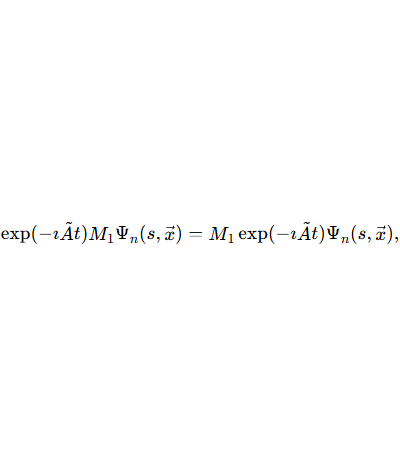 exp(−ıÃt)M₁Ψₙ(s, x⃗) = M₁ exp(−ıÃt)Ψₙ(s, x⃗),